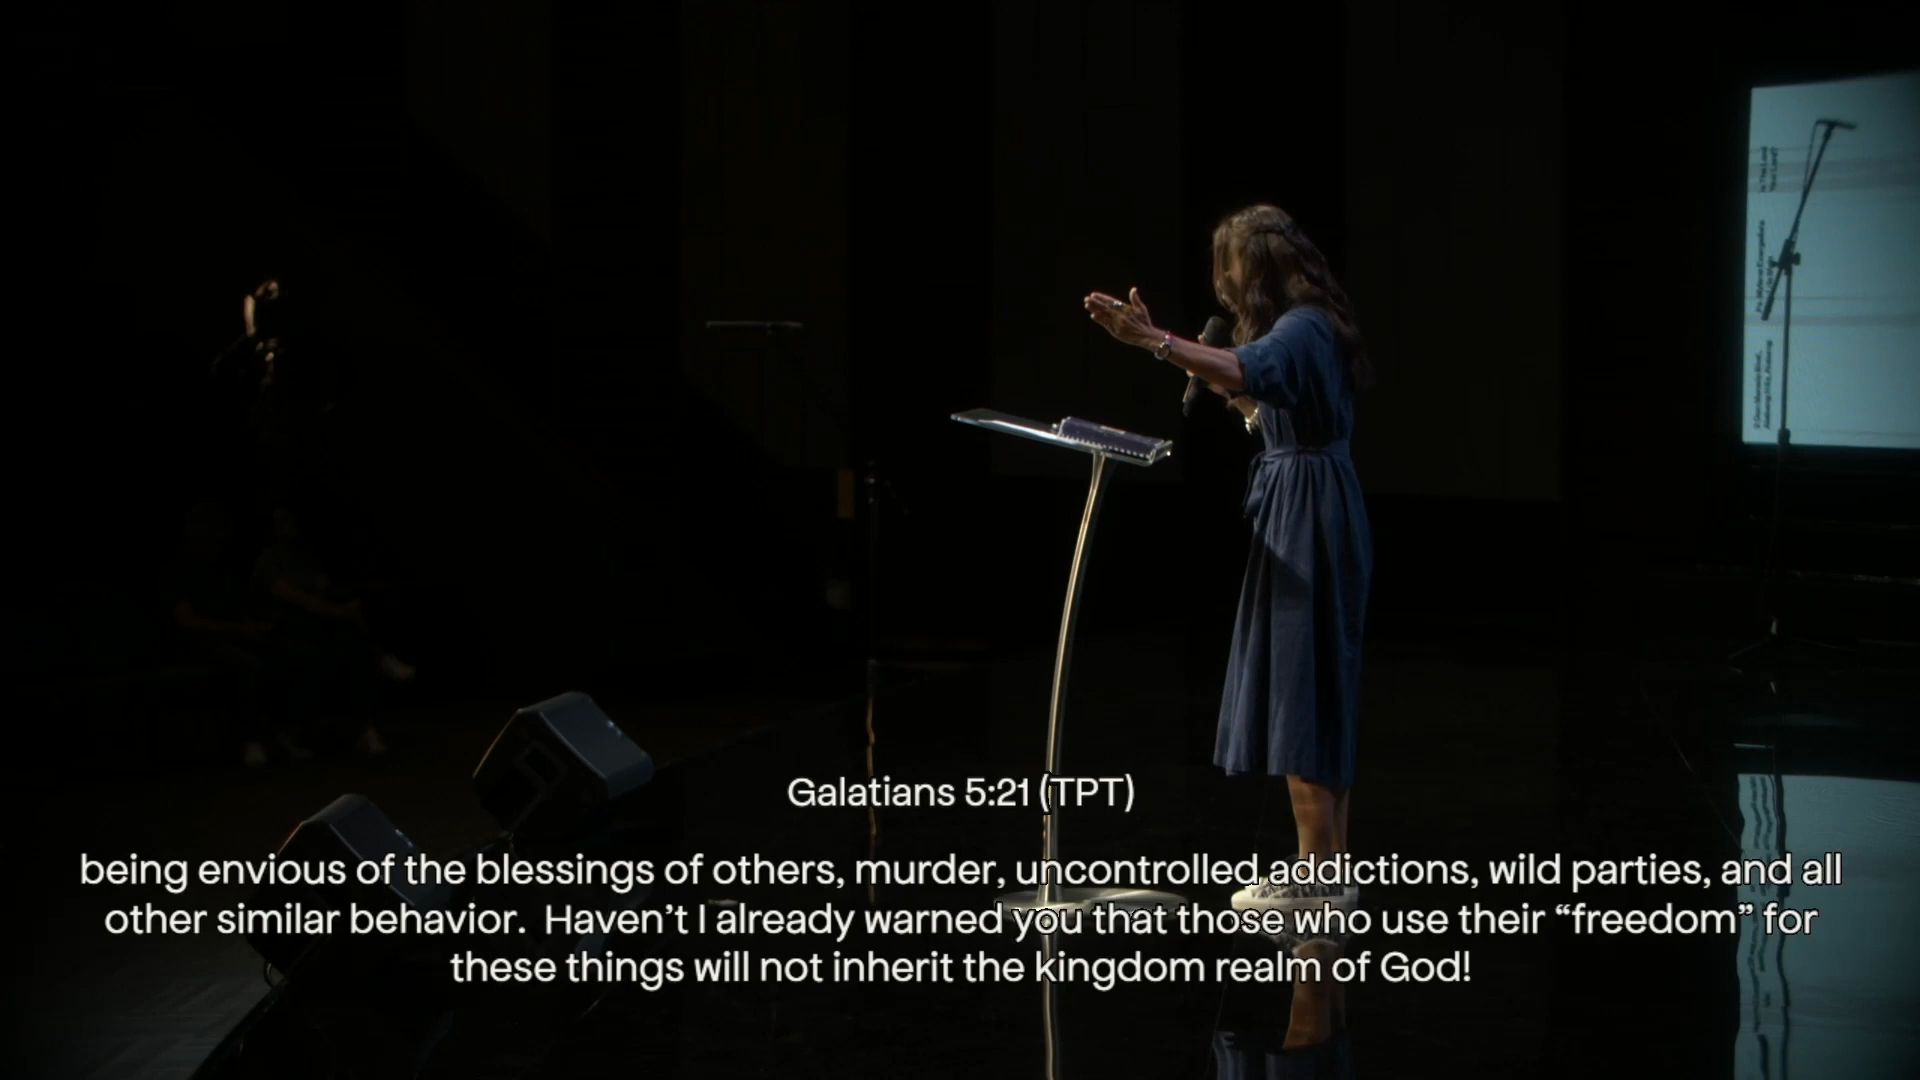 Galatians 5:21 (TPT)
being envious of the blessings of others, murder, uncontrolled addictions, wild parties, and all
other similar behavior.  Haven’t I already warned you that those who use their “freedom” for
these things will not inherit the kingdom realm of God!